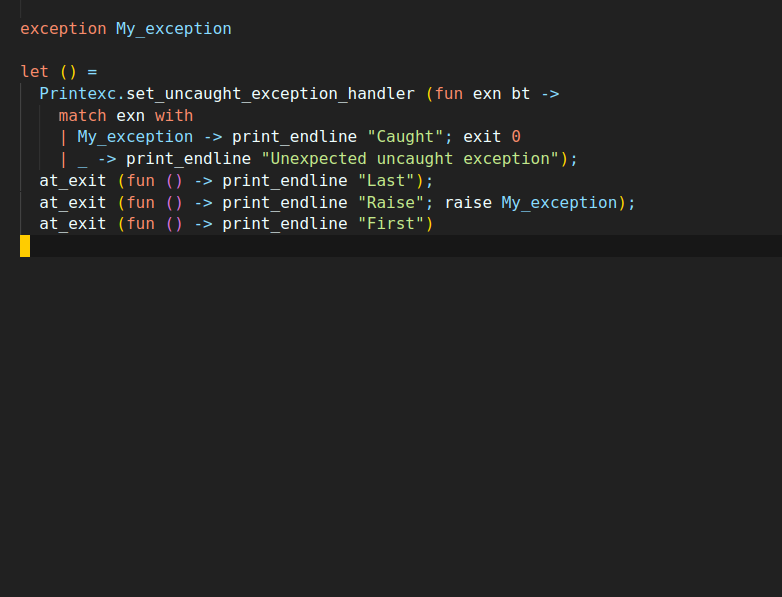 exception My_exception
let () =
  Printexc.set_uncaught_exception_handler (fun exn bt ->
    match exn with
    | My_exception -> print_endline "Caught"; exit 0
    | _ -> print_endline "Unexpected uncaught exception");
  at_exit (fun () -> print_endline "Last");
  at_exit (fun () -> print_endline "Raise"; raise My_exception);
  at_exit (fun () -> print_endline "First")